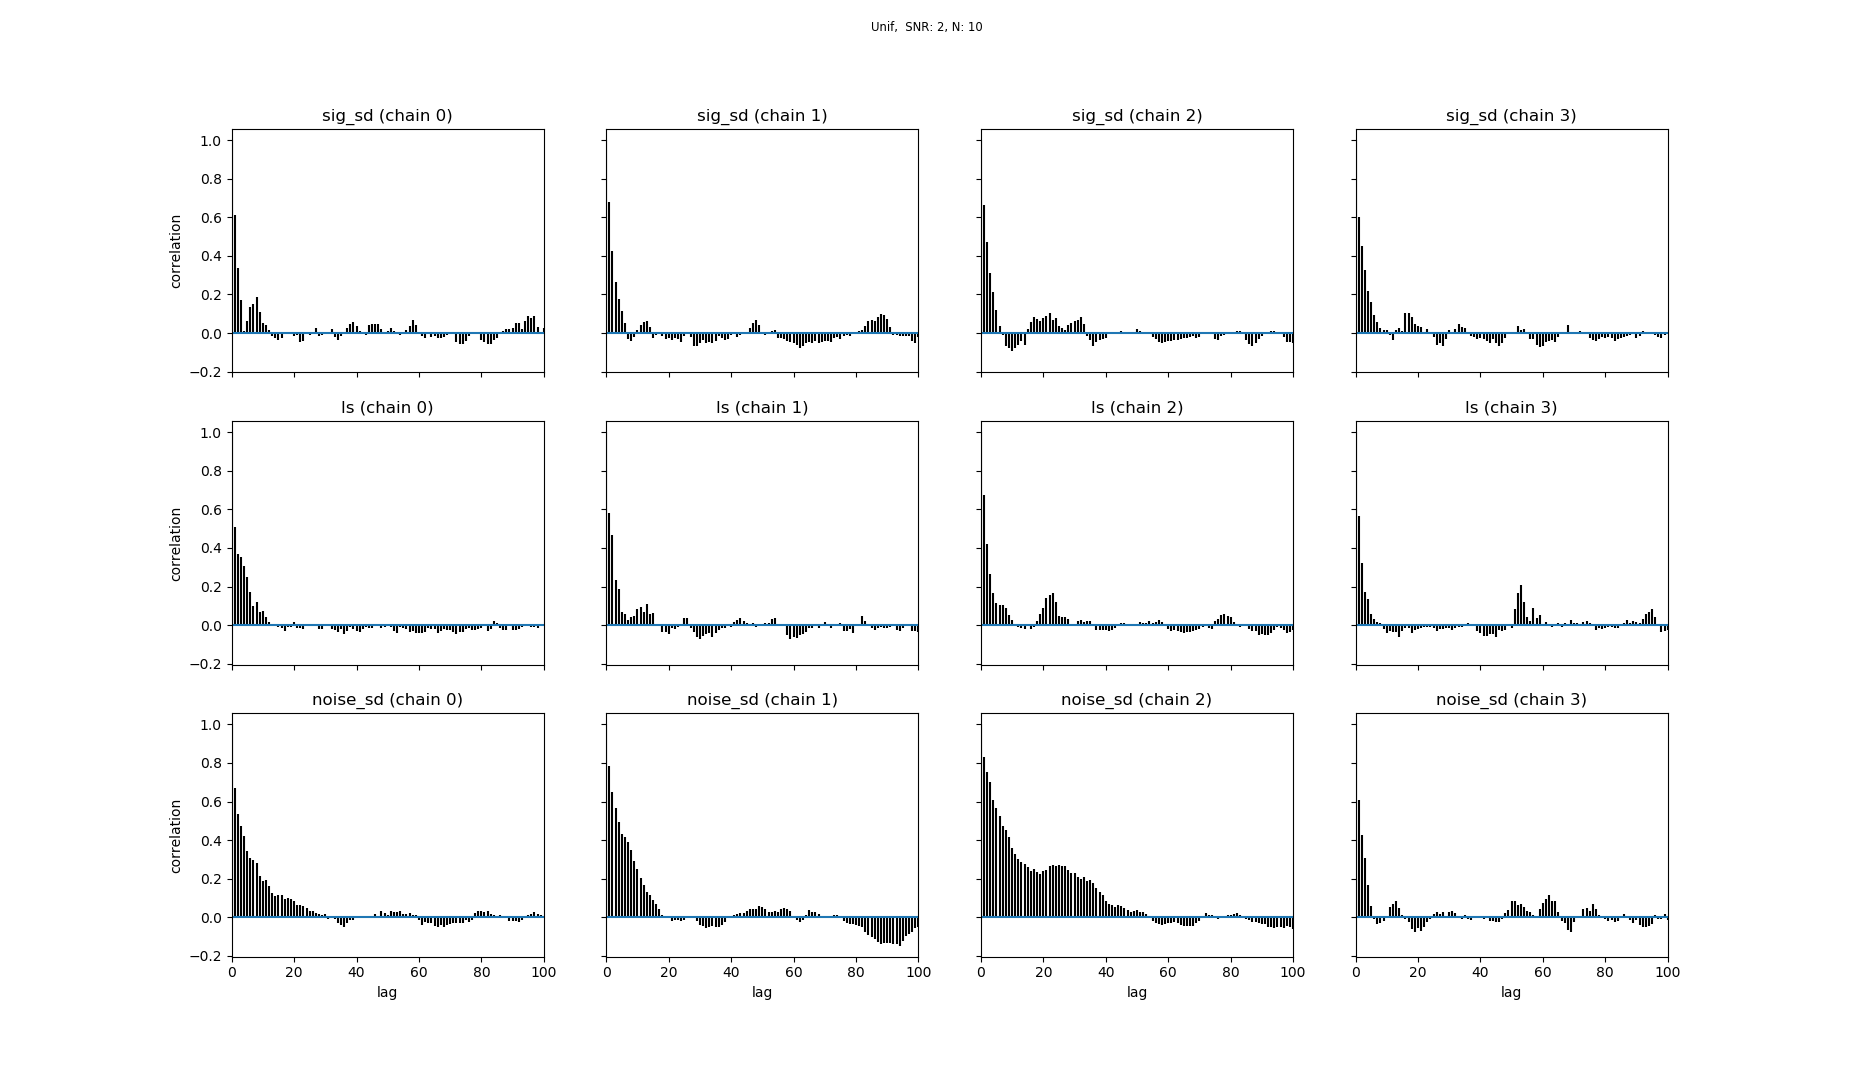 Unif,  SNR: 2, N: 10
sig_sd (chain 0) sig_sd (chain 1) sig_sd (chain 2) sig_sd (chain 3)
1.0
0.8
0.6
0.4
0.2
0.0
−0.2
correlation
ls (chain 0) ls (chain 1) ls (chain 2) ls (chain 3)
1.0
0.8
0.6
0.4
0.2
0.0
−0.2
correlation
noise_sd (chain 0) noise_sd (chain 1) noise_sd (chain 2) noise_sd (chain 3)
1.0
0.8
0.6
0.4
0.2
0.0
−0.2
correlation
0 20 40 60 80 100 0 20 40 60 80 100 0 20 40 60 80 100 0 20 40 60 80 100
lag lag lag lag